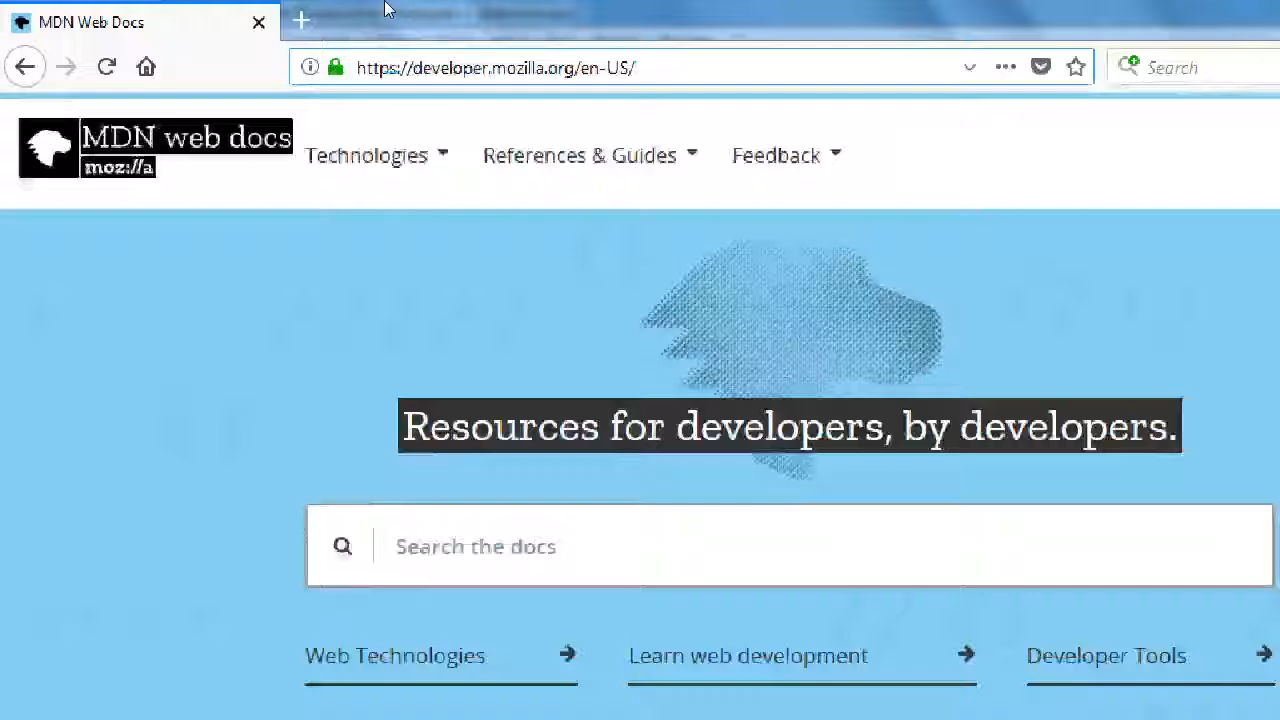 MDN Web Docs
https://developer.mozilla.org/en-US/
Search
MDN web docs
moz://a
Technologies References & Guides Feedback
Resources for developers, by developers.
Search the docs
Web Technologies Learn web development Developer Tools